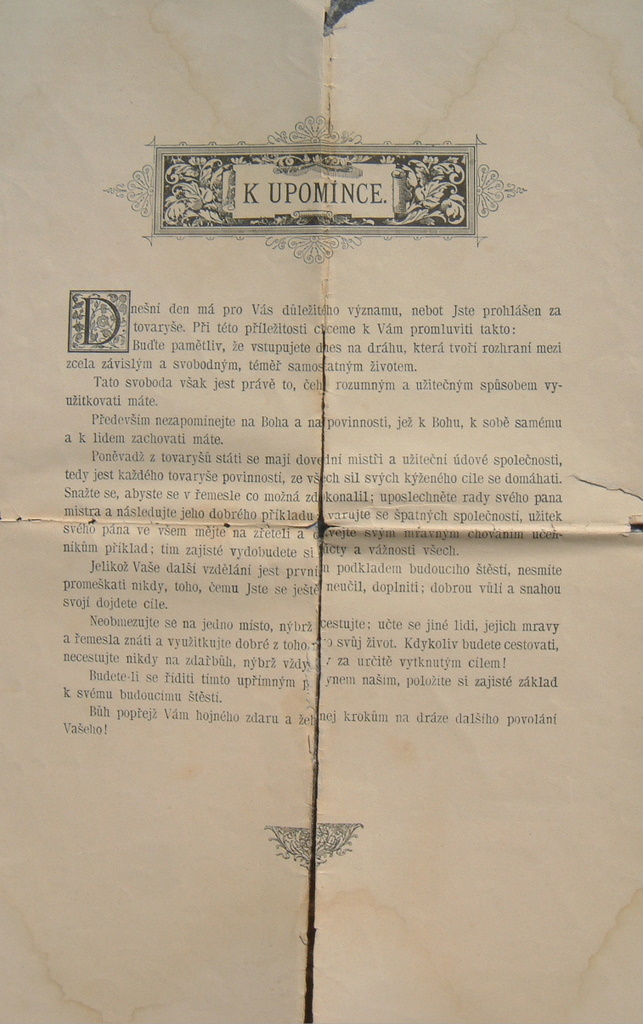 K UPOMÍNCE.
Dnešní den má pro Vás důležitého významu, nebot Jste prohlášen za
tovaryše. Při této příležitosti chceme k Vám promluviti takto:
Buďte pamětliv, že vstupujete dnes na dráhu, která tvoří rozhraní mezi
zcela závislým a svobodným, téměř samostatným životem.
Tato svoboda však jest právě to, čeh rozumným a užitečným spůsobem vy-
užitkovati máte.
Především nezapomínejte na Boha a na povinnosti, jež k Bohu, k sobě samému
a k lidem zachovati máte.
Poněvadž z tovaryšů státi se mají dovední mistři a užiteční údové společnosti,
tedy jest každého tovaryše povinností, ze všech sil svých kýženého cíle se domáhati.
Snažte se, abyste se v řemesle co možná zdokonalil; uposlechněte rady svého pana
mistra a následujte jeho dobrého příkladu varujte se špatných společností, užitek
svého pána ve všem mějte na zřeteli a dávejte svým mravným chováním učen-
níkům příklad; tím zajisté vydobudete si úcty a vážnosti všech.
Jelikož Vaše další vzdělání jest prvním podkladem budoucího štěstí, nesmíte
promeškati nikdy, toho, čemu Jste se ještě neučil, doplniti; dobrou vůlí a snahou
svojí dojdete cíle.
Neobmezujte se na jedno místo, nýbrž cestujte; učte se jiné lidi, jejich mravy
a řemesla znáti a využitkujte dobré z toho svůj život. Kdykoliv budete cestovati,
necestujte nikdy na zdařbůh, nýbrž vždy za určitě vytknutým cílem!
Budete-li se říditi tímto upřímným pokynem naším, položíte si zajisté základ
k svému budoucímu štěstí.
Bůh popřejž Vám hojného zdaru a žehnej krokům na dráze dalšího povolání
Vašeho!